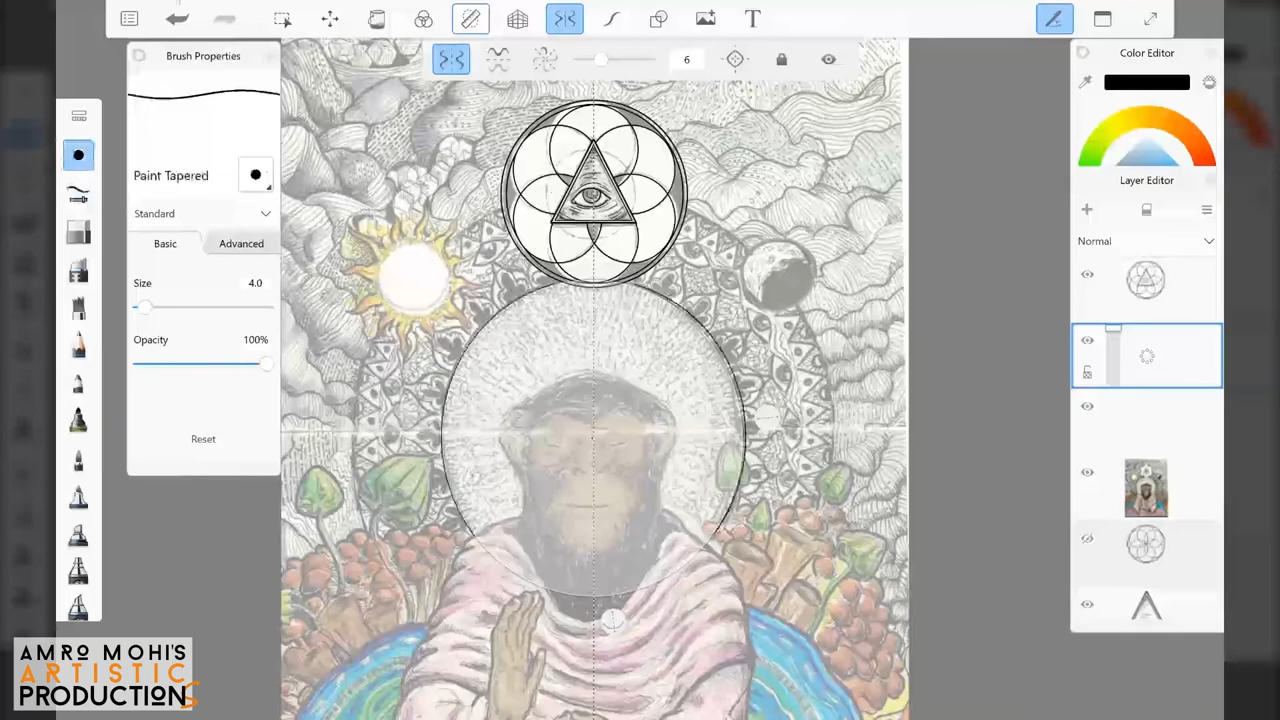 T
6
Brush Properties
Color Editor
Paint Tapered
Standard
Basic
Advanced
Layer Editor
Normal
Size
4.0
Opacity
100%
Reset
AMRO MOHI'S
ARTISTIC
PRODUCTIONS